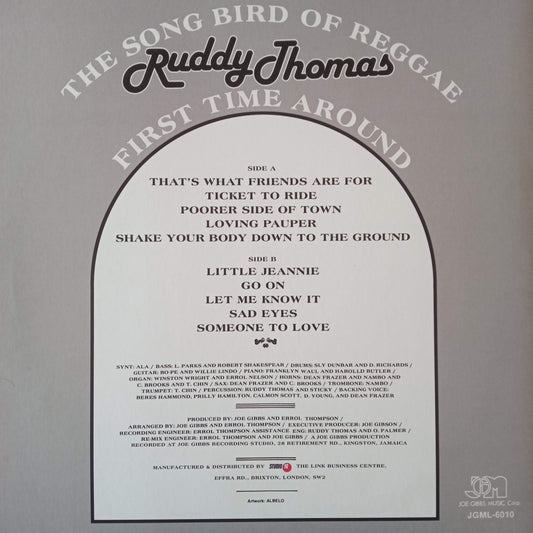 THE SONG BIRD OF REGGAE
Ruddy Thomas
FIRST TIME AROUND
SIDE A
THAT'S WHAT FRIENDS ARE FOR
TICKET TO RIDE
POORER SIDE OF TOWN
LOVING PAUPER
SHAKE YOUR BODY DOWN TO THE GROUND
SIDE B
LITTLE JEANNIE
GO ON
LET ME KNOW IT
SAD EYES
SOMEONE TO LOVE
SYNT: ALA / BASS: L. PARKS AND ROBERT SHAKESPEAR / DRUMS: SLY DUNBAR AND D. RICHARDS /
GUITAR: BO-PE AND WILLIE LINDO / PIANO: FRANKLYN WAUL AND HAROLLD BUTLER /
ORGAN: WINSTON WRIGHT AND ERROL NELSON / HORNS: DEAN FRAZER AND NAMBO AND
C. BROOKS AND T. CHIN / SAX: DEAN FRAZER AND C. BROOKS / TROMBONE: NAMBO /
TRUMPET: T. CHIN / PERCUSSION: RUDDY THOMAS AND STICKY / BACKING VOICE:
BERES HAMMOND, PRILLY HAMILTON, CALMON SCOTT, D. YOUNG, AND DEAN FRAZER
PRODUCED BY: JOE GIBBS AND ERROL THOMPSON /
ARRANGED BY: JOE GIBBS AND ERROL THOMPSON / EXECUTIVE PRODUCER: JOE GIBSON /
RECORDING ENGINEER: ERROL THOMPSON ASSISTANCE ENG: RUDDY THOMAS AND O. PALMER /
RE-MIX ENGINEER: ERROL THOMPSON AND JOE GIBBS / A JOE GIBBS PRODUCTION
RECORDED AT JOE GIBBS RECORDING STUDIO, 28 RETIREMENT RD., KINGSTON, JAMAICA
MANUFACTURED & DISTRIBUTED BY STUDIO 16 THE LINK BUSINESS CENTRE,
EFFRA RD., BRIXTON, LONDON, SW2
Artwork: ALBELO
JGM
JOE GIBBS MUSIC Corp.
JGML-6010